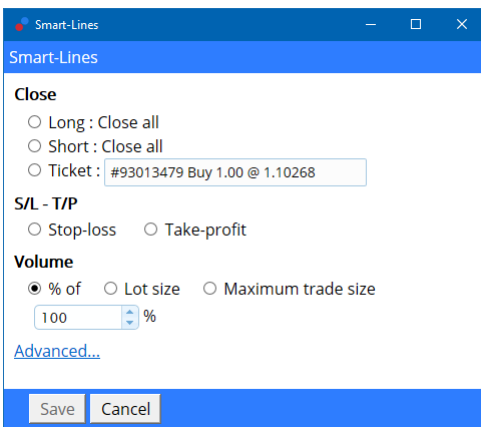 Smart-Lines
Smart-Lines
Close
Long : Close all
Short : Close all
Ticket : #93013479 Buy 1.00 @ 1.10268
S/L - T/P
Stop-loss Take-profit
Volume
% of Lot size Maximum trade size
100 %
Advanced...
Save Cancel